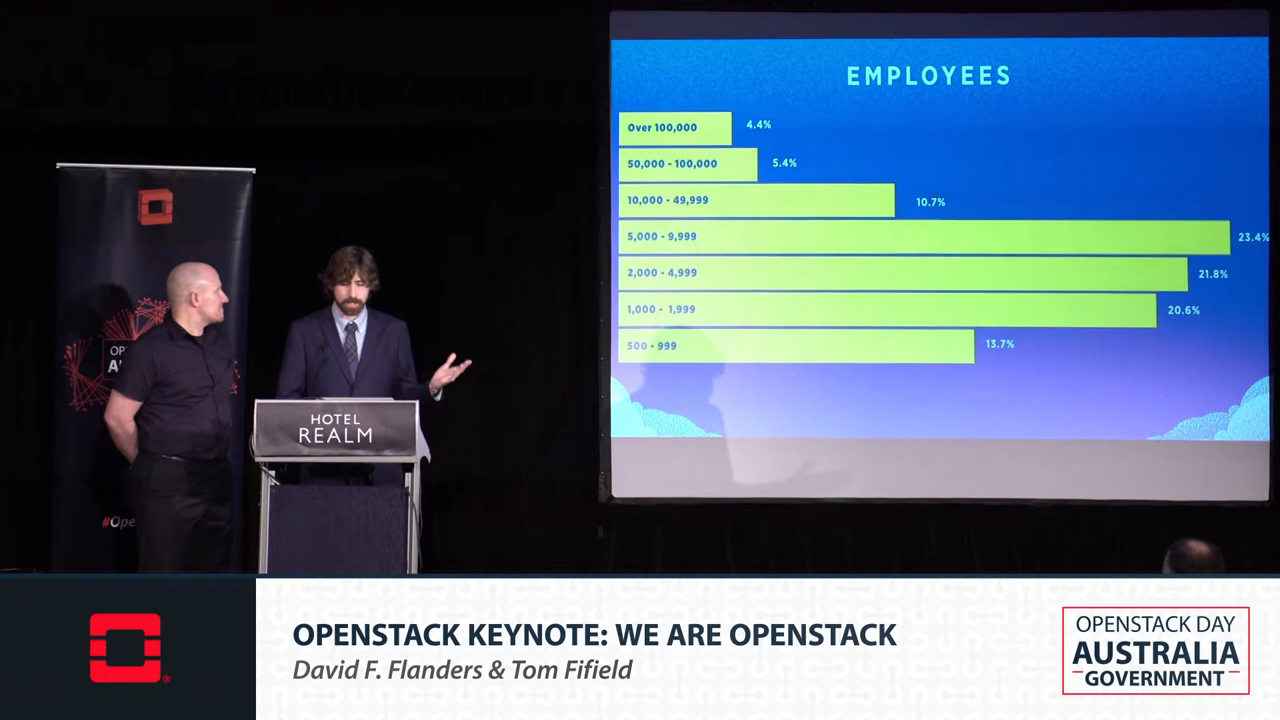 EMPLOYEES
Over 100,000
4.4%
50,000 - 100,000
5.4%
10,000 - 49,999
10.7%
5,000 - 9,999
23.4%
2,000 - 4,999
21.8%
1,000 - 1,999
20.6%
500 - 999
13.7%
HOTEL
REALM
#Ope
OPENSTACK KEYNOTE: WE ARE OPENSTACK
David F. Flanders & Tom Fifield
OPENSTACK DAY
AUSTRALIA
GOVERNMENT